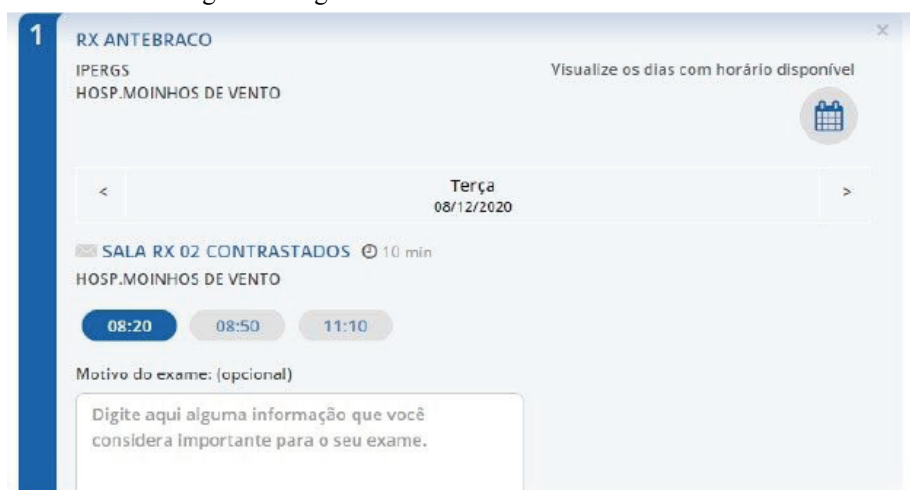 1
RX ANTEBRACO
×
IPERGS
Visualize os dias com horário disponível
HOSP.MOINHOS DE VENTO
<
Terça
>
08/12/2020
SALA RX 02 CONTRASTADOS 10 min
HOSP.MOINHOS DE VENTO
08:20 08:50 11:10
Motivo do exame: (opcional)
Digite aqui alguma informação que você
considera importante para o seu exame.